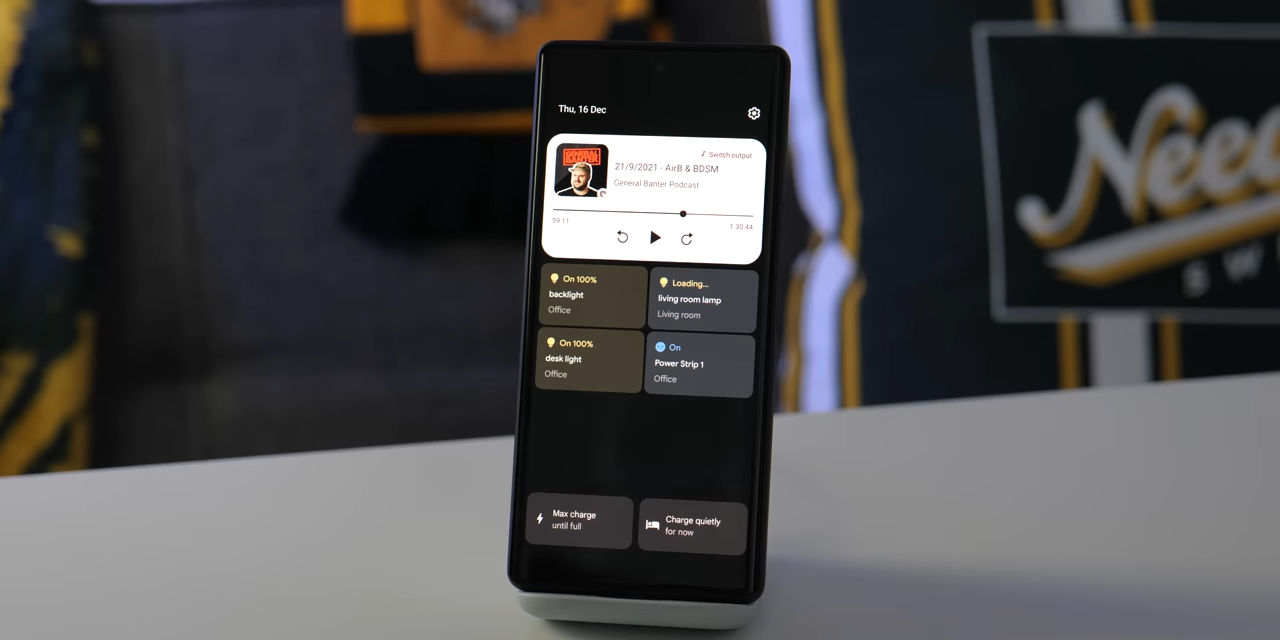 Thu, 16 Dec
GENERAL
BANTER
Switch output
21/9/2021 - AirB & BDSM
General Banter Podcast
59:11
1:30:44
On 100%
backlight
Office
Loading...
living room lamp
Living room
On 100%
desk light
Office
On
Power Strip 1
Office
Max charge
until full
Charge quietly
for now